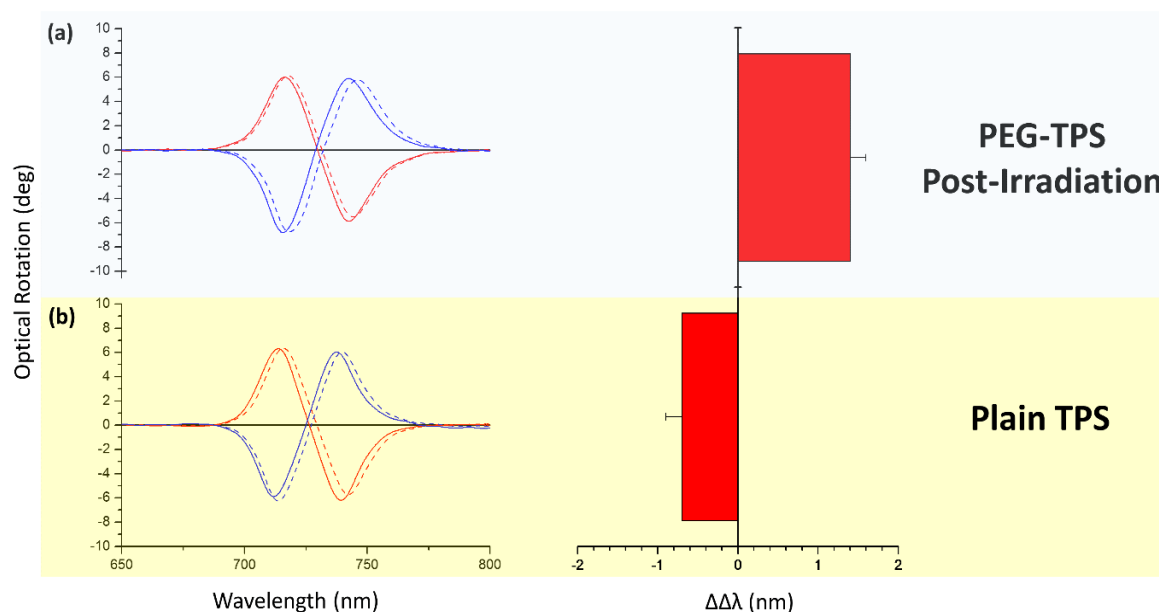 (a)
10
8
6
4
2
0
-2
-4
-6
-8
-10
PEG-TPS
Post-Irradiation
Optical Rotation (deg)
(b)
10
8
6
4
2
0
-2
-4
-6
-8
-10
Plain TPS
650 700 750 800
-2 -1 0 1 2
Wavelength (nm) ΔΔλ (nm)